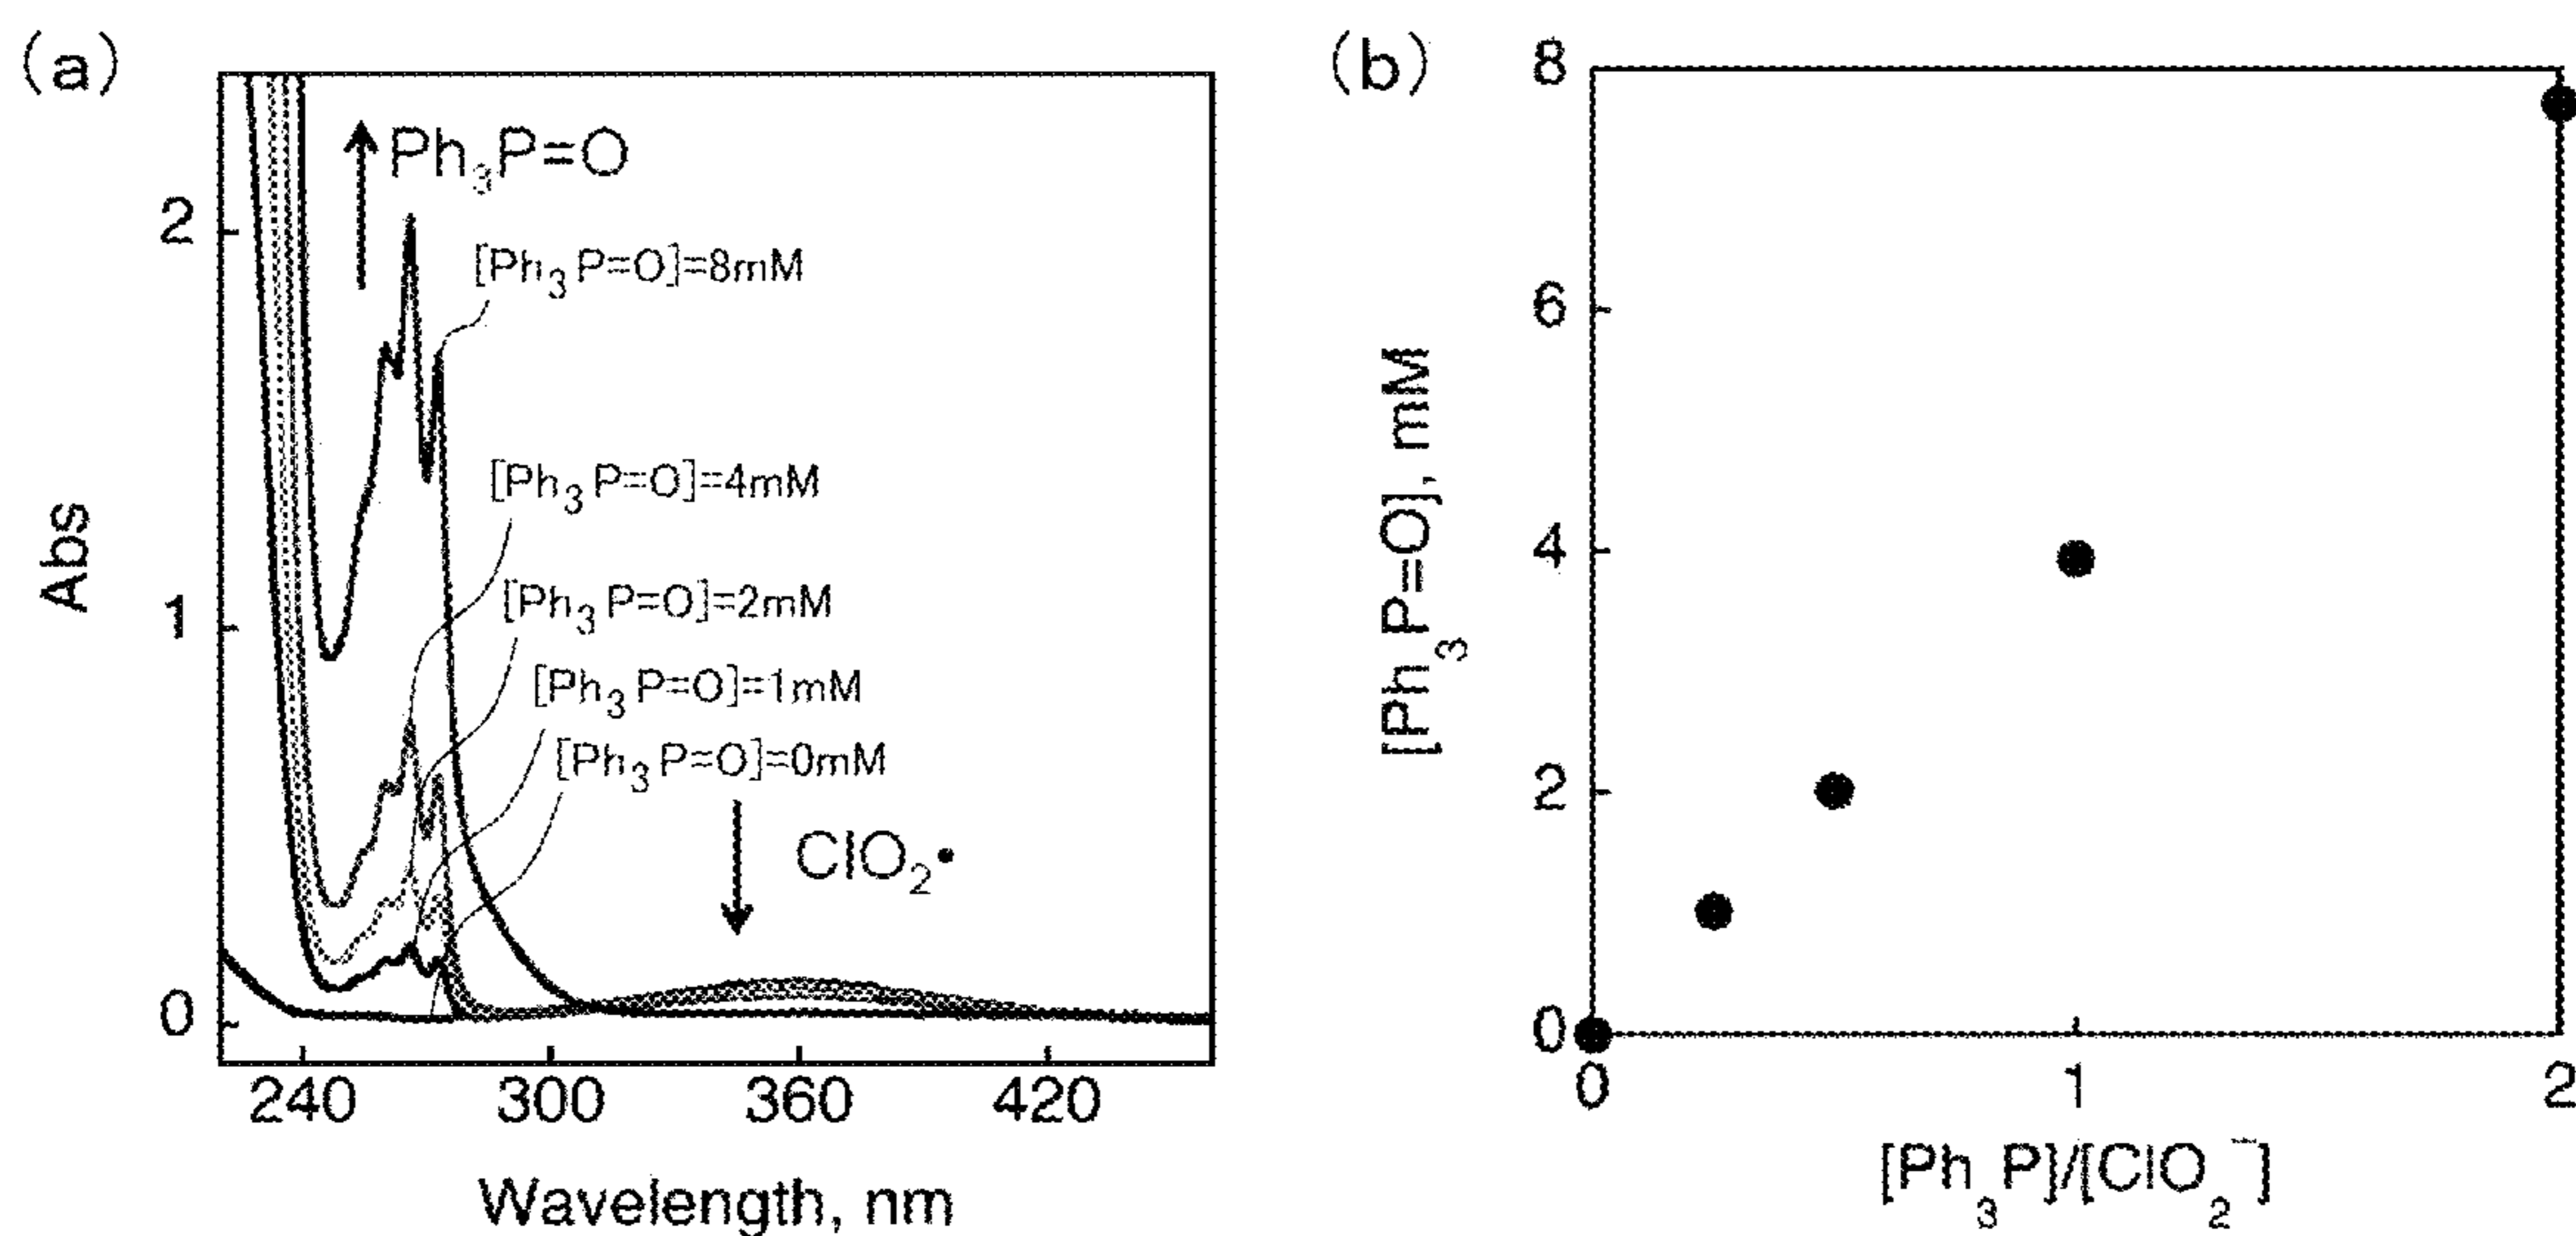 (a)
Ph₃P=O
[Ph₃P=O]=8mM
[Ph₃P=O]=4mM
[Ph₃P=O]=2mM
[Ph₃P=O]=1mM
[Ph₃P=O]=0mM
ClO₂•
2
1
0
Abs
240 300 360 420
Wavelength, nm
(b)
8
6
4
2
0
[Ph₃P=O], mM
0 1 2
[Ph₃P]/[ClO₂⁻]